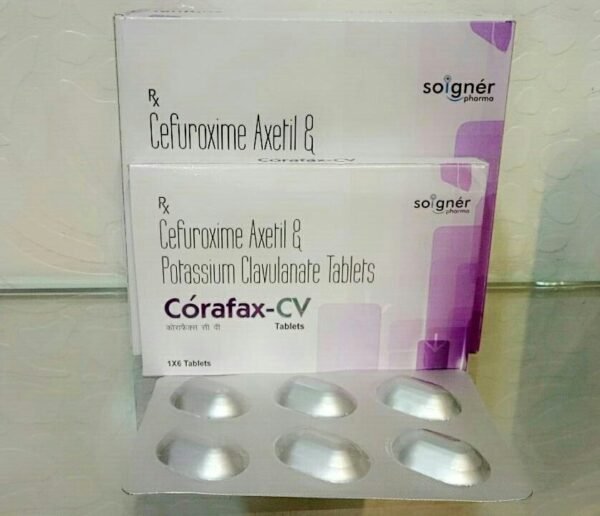 soignér
pharma
Rx
Cefuroxime Axetil &
Córafax-CV
soignér
pharma
Rx
Cefuroxime Axetil &
Potassium Clavulanate Tablets
Córafax-CV
कोराफैक्स सी वी
Tablets
1X6 Tablets